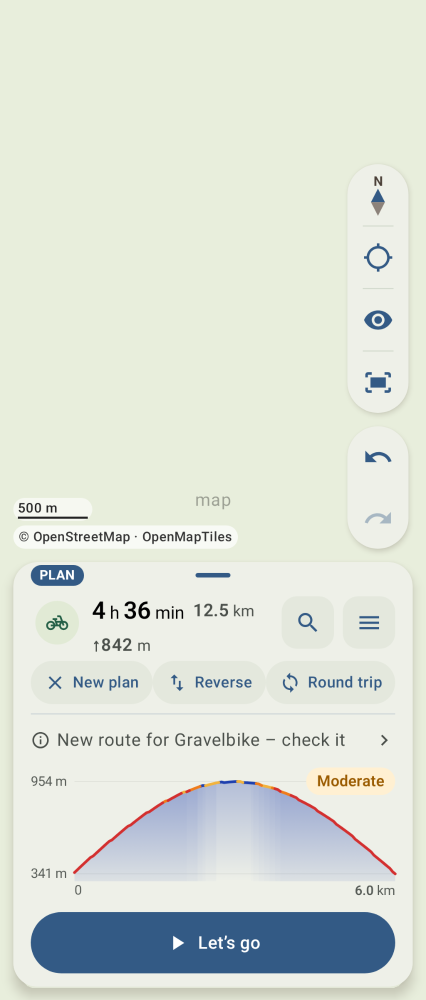 N
500 m
map
© OpenStreetMap · OpenMapTiles
PLAN
4 h 36 min 12.5 km
↑842 m
New plan
Reverse
Round trip
New route for Gravelbike – check it
954 m
Moderate
341 m
0
6.0 km
Let's go